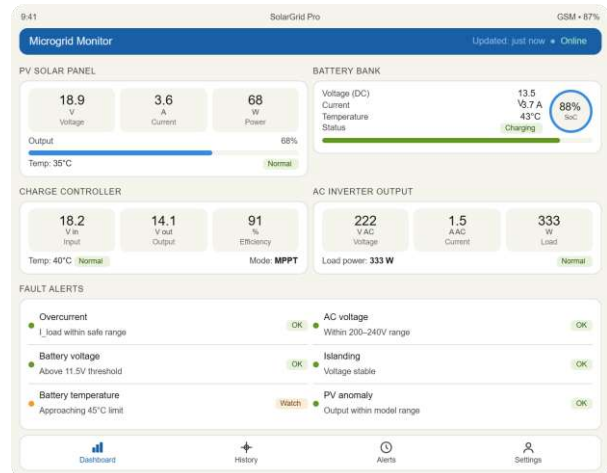 9:41 SolarGrid Pro GSM • 87%
Microgrid Monitor Updated: just now • Online
PV SOLAR PANEL
18.9 3.6 68
V A W
Voltage Current Power
Output 68%
Temp: 35°C Normal
BATTERY BANK
Voltage (DC) 13.5 V
Current 3.7 A
Temperature 43°C
Status Charging
88%
SoC
CHARGE CONTROLLER
18.2 14.1 91
V in V out %
Input Output Efficiency
Temp: 40°C Normal Mode: MPPT
AC INVERTER OUTPUT
222 1.5 333
V AC A AC W
Voltage Current Load
Load power: 333 W Normal
FAULT ALERTS
Overcurrent OK
I_load within safe range
Battery voltage OK
Above 11.5V threshold
Battery temperature Watch
Approaching 45°C limit
AC voltage OK
Within 200–240V range
Islanding OK
Voltage stable
PV anomaly OK
Output within model range
Dashboard History Alerts Settings